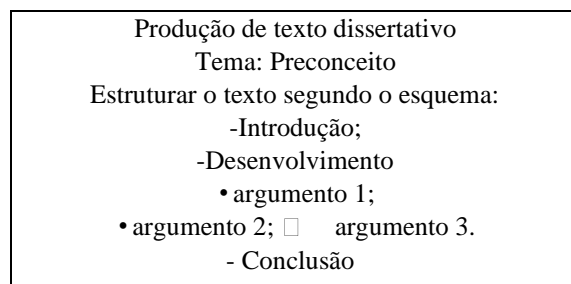 Produção de texto dissertativo
Tema: Preconceito
Estruturar o texto segundo o esquema:
-Introdução;
-Desenvolvimento
• argumento 1;
• argumento 2; □ argumento 3.
- Conclusão